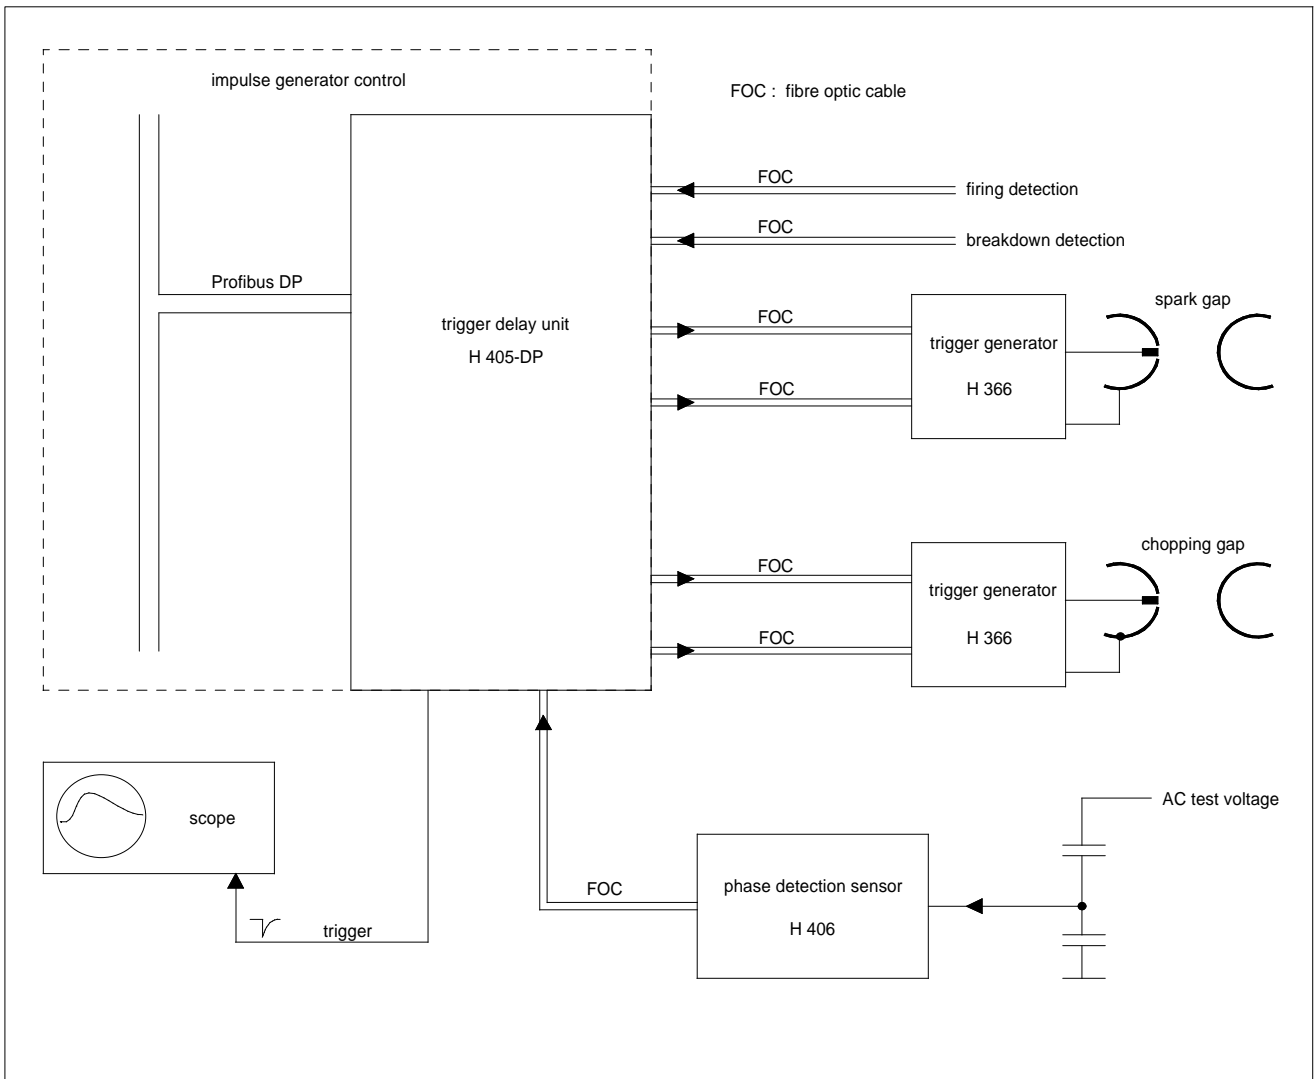 impulse generator control
FOC :  fibre optic cable
FOC
firing detection
FOC
breakdown detection
Profibus DP
trigger delay unit
H 405-DP
FOC
FOC
trigger generator
H 366
spark gap
FOC
FOC
trigger generator
H 366
chopping gap
scope
trigger
FOC
phase detection sensor
H 406
AC test voltage